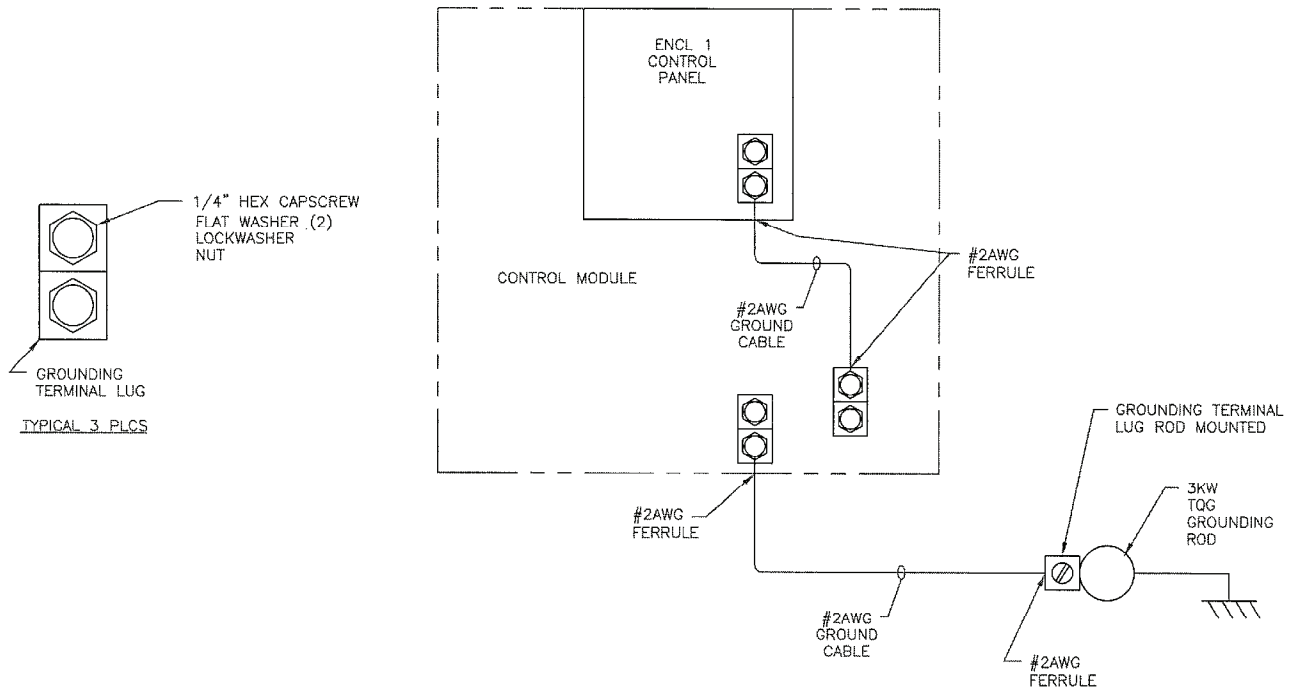 ENCL 1
CONTROL
PANEL
1/4" HEX CAPSCREW
FLAT WASHER (2)
LOCKWASHER
NUT
GROUNDING
TERMINAL LUG
TYPICAL 3 PLCS
CONTROL MODULE
#2AWG
FERRULE
#2AWG
GROUND
CABLE
GROUNDING TERMINAL
LUG ROD MOUNTED
#2AWG
FERRULE
3KW
TQG
GROUNDING
ROD
#2AWG
GROUND
CABLE
#2AWG
FERRULE